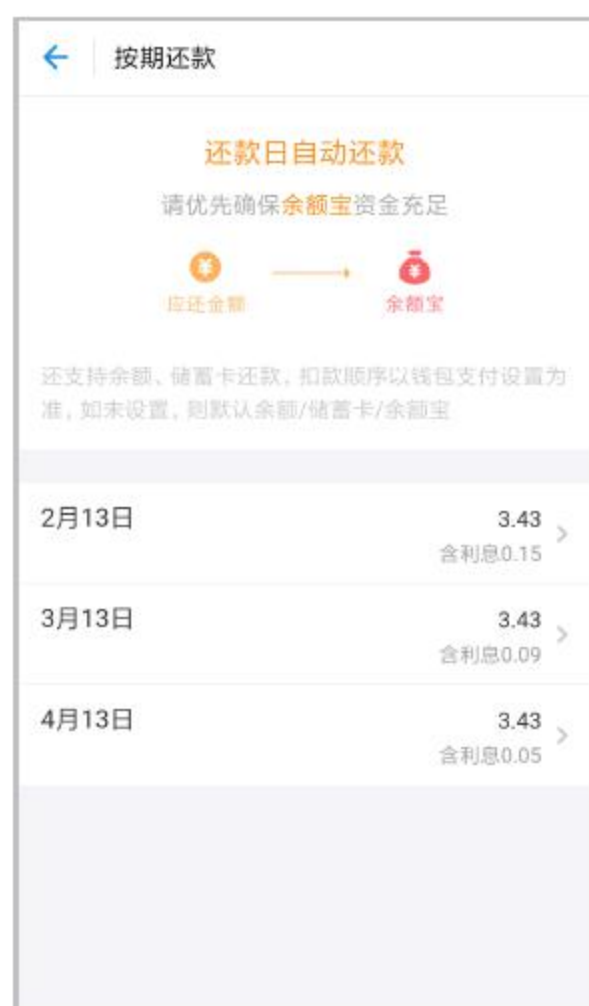 按期还款
还款日自动还款
请优先确保余额宝资金充足
¥ ¥
应还金额 余额宝
还支持余额、储蓄卡还款，扣款顺序以钱包支付设置为
准，如未设置，则默认余额/储蓄卡/余额宝
2月13日 3.43
含利息0.15
3月13日 3.43
含利息0.09
4月13日 3.43
含利息0.05